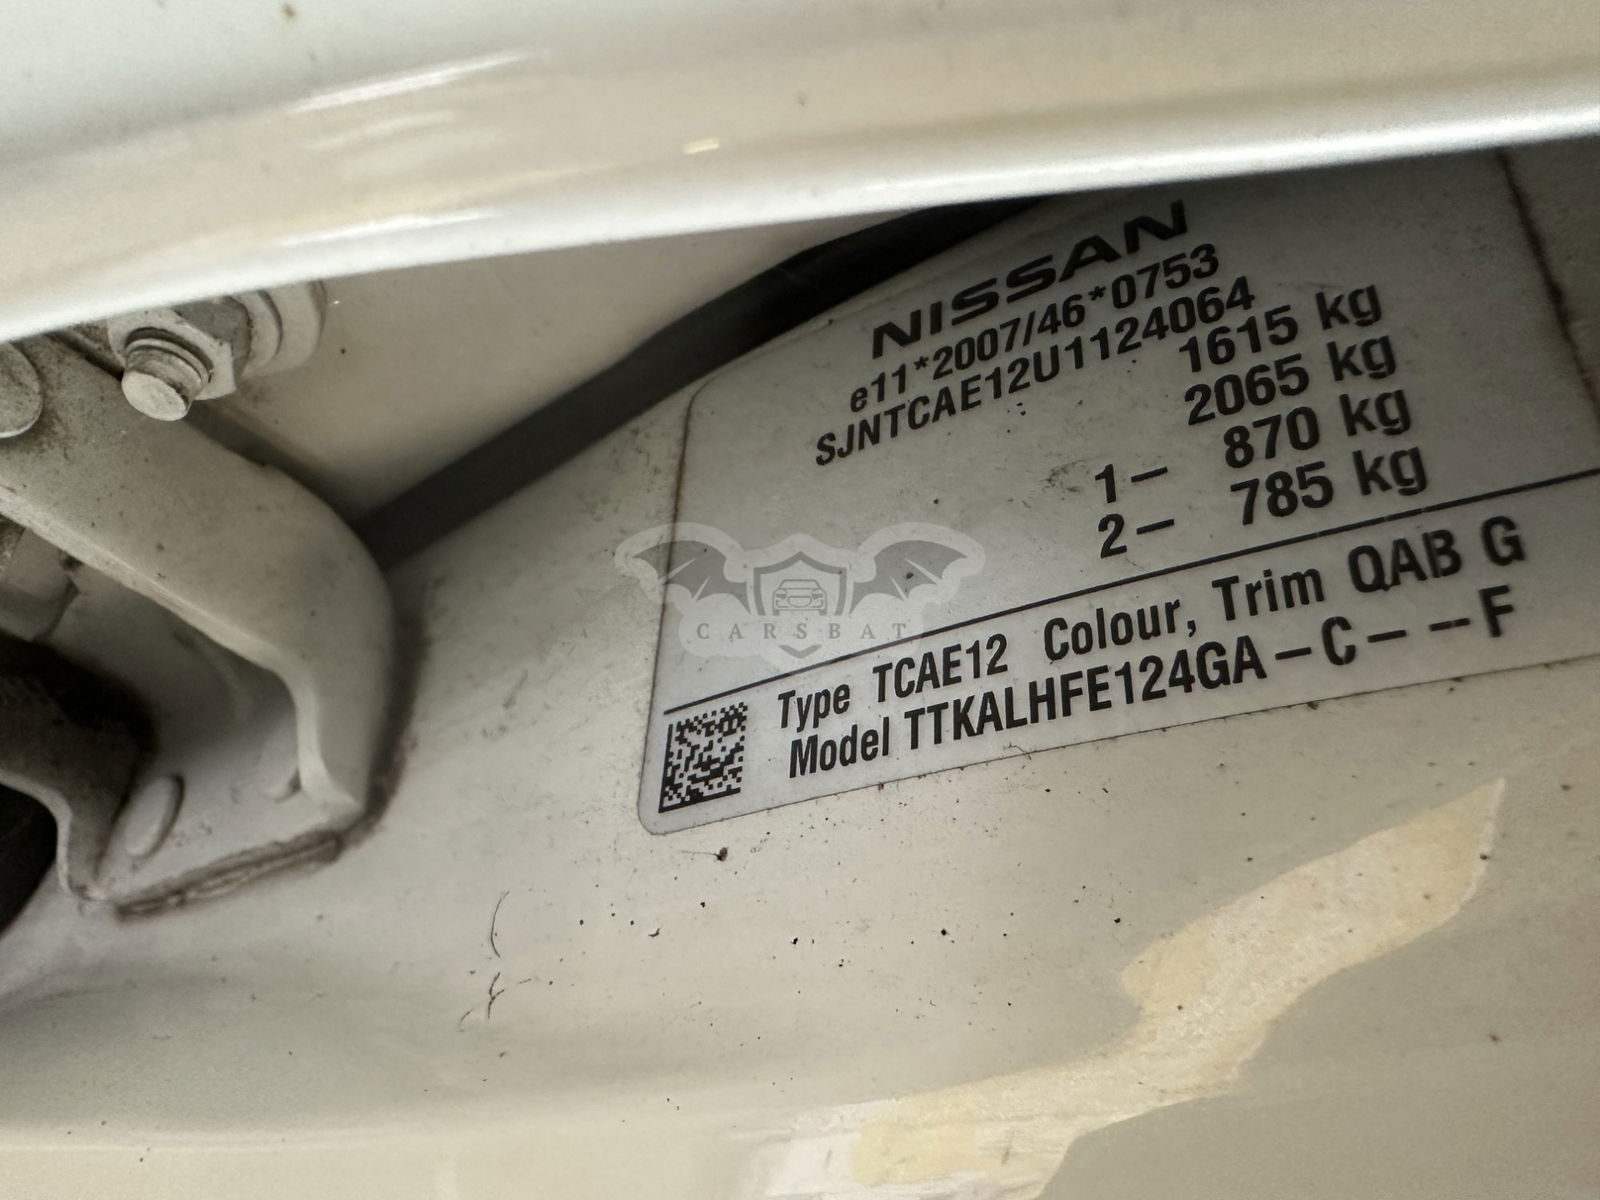 NISSAN
e11*2007/46*0753
SJNTCAE12U1124064
1615 kg
2065 kg
1- 870 kg
2- 785 kg
Type TCAE12 Colour, Trim QAB G
Model TTKALHFE124GA-C---F
CARSBAT